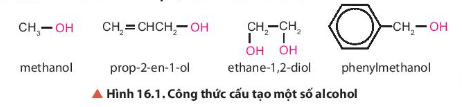 CH₃–OH CH₂=CHCH₂–OH CH₂–CH₂ CH₂–OH
OH OH
methanol prop-2-en-1-ol ethane-1,2-diol phenylmethanol
▲ Hình 16.1. Công thức cấu tạo một số alcohol